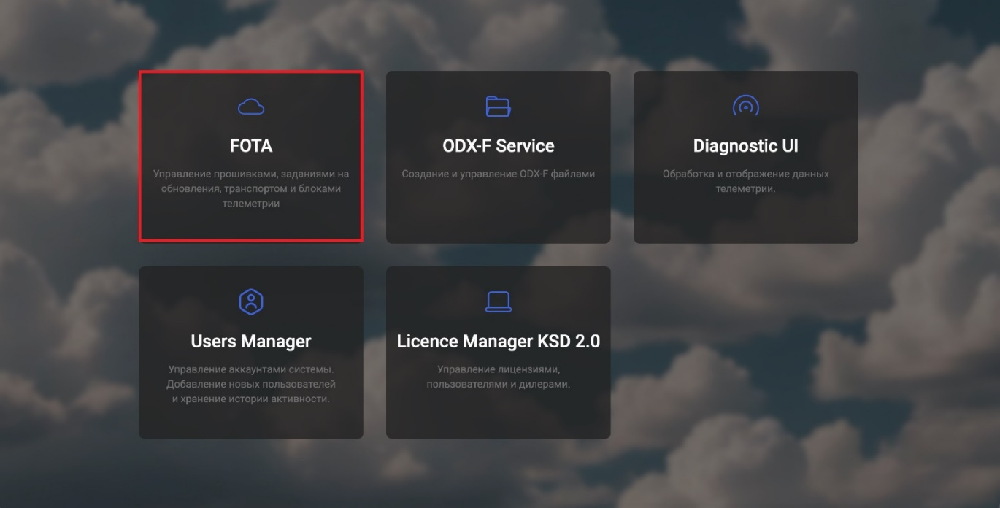 FOTA
Управление прошивками, заданиями на
обновления, транспортом и блоками
телеметрии
ODX-F Service
Создание и управление ODX-F файлами
Diagnostic UI
Обработка и отображение данных
телеметрии.
Users Manager
Управление аккаунтами системы.
Добавление новых пользователей
и хранение истории активности.
Licence Manager KSD 2.0
Управление лицензиями,
пользователями и дилерами.